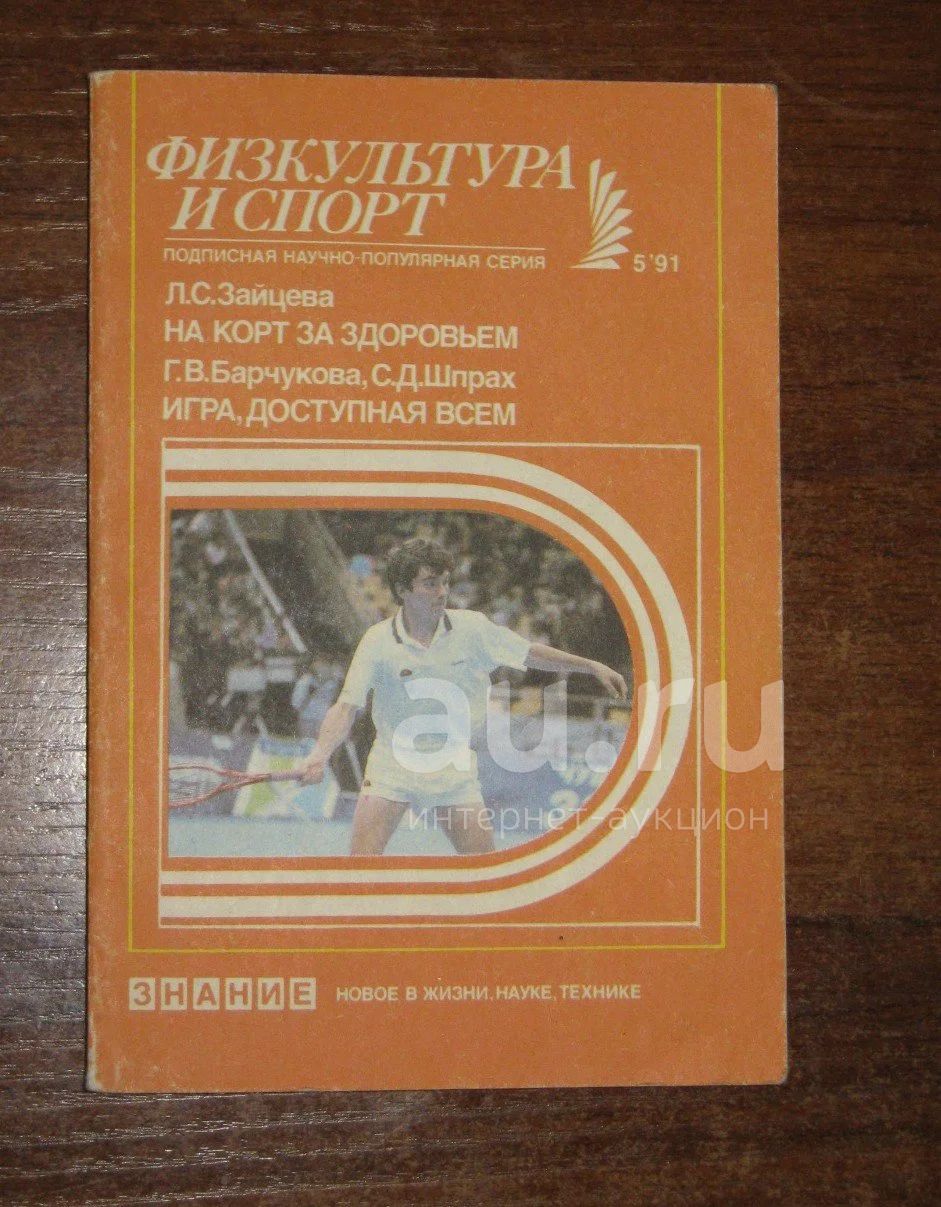 ФИЗКУЛЬТУРА
И СПОРТ
ПОДПИСНАЯ НАУЧНО-ПОПУЛЯРНАЯ СЕРИЯ
5'91
Л.С.Зайцева
НА КОРТ ЗА ЗДОРОВЬЕМ
Г.В.Барчукова, С.Д.Шпрах
ИГРА, ДОСТУПНАЯ ВСЕМ
au.ru
интернет-аукцион
ЗНАНИЕ
НОВОЕ В ЖИЗНИ, НАУКЕ, ТЕХНИКЕ